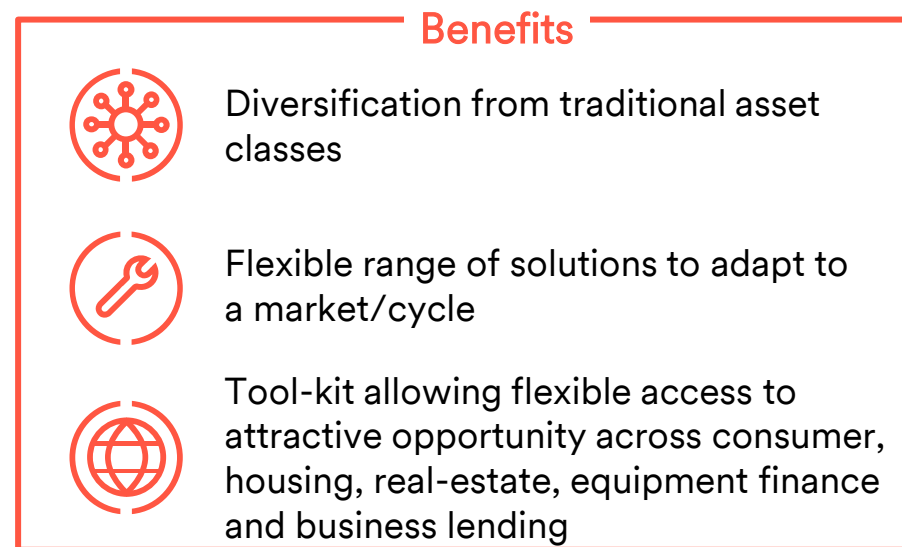 Benefits
Diversification from traditional asset
classes
Flexible range of solutions to adapt to
a market/cycle
Tool-kit allowing flexible access to
attractive opportunity across consumer,
housing, real-estate, equipment finance
and business lending